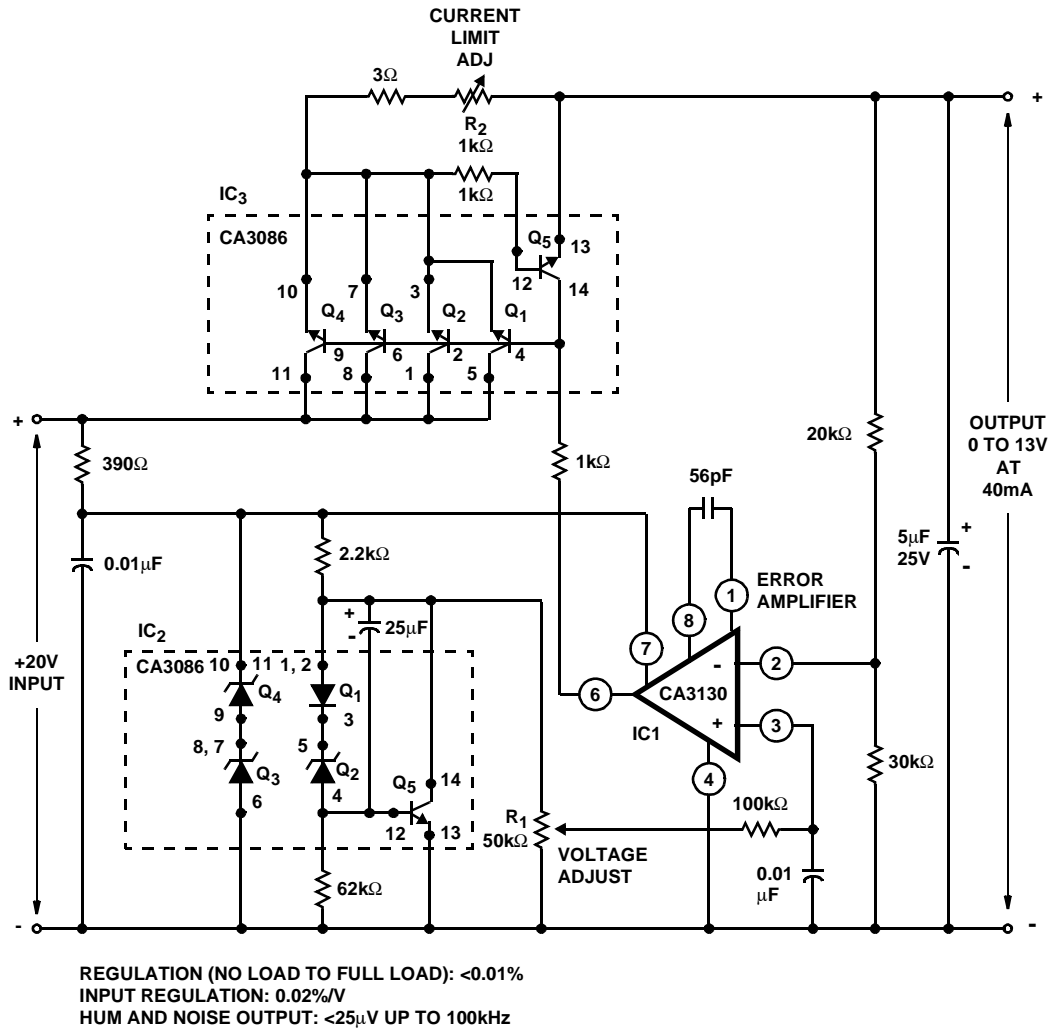 CURRENT
LIMIT
ADJ
3Ω
R2
1kΩ
1kΩ
+
IC3
CA3086
Q5
13
12
14
10
7
3
Q4
Q3
Q2
Q1
9
6
2
4
11
8
1
5
+
390Ω
1kΩ
20kΩ
OUTPUT
0 TO 13V
AT
40mA
56pF
0.01μF
2.2kΩ
5μF
25V
+
-
ERROR
AMPLIFIER
1
8
7
+
-
25μF
IC2
CA3086
10
11
1, 2
+20V
INPUT
Q4
Q1
9
3
8, 7
5
Q3
Q2
6
4
Q5
14
12
13
6
CA3130
-
+
2
3
IC1
4
30kΩ
R1
50kΩ
100kΩ
VOLTAGE
ADJUST
0.01
μF
62kΩ
-
-
REGULATION (NO LOAD TO FULL LOAD): <0.01%
INPUT REGULATION: 0.02%/V
HUM AND NOISE OUTPUT: <25μV UP TO 100kHz